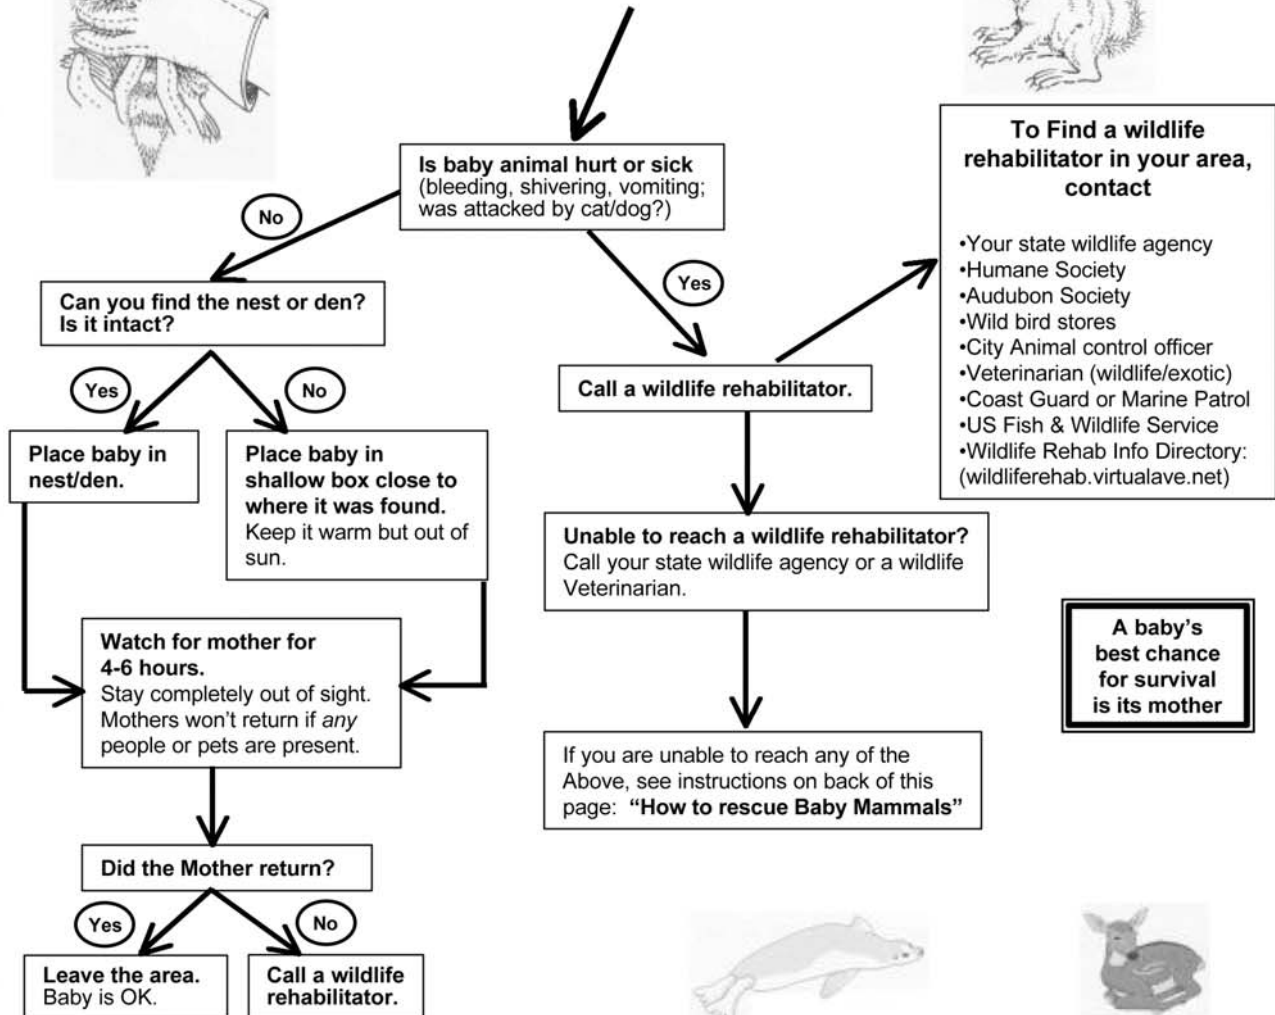 Is baby animal hurt or sick
(bleeding, shivering, vomiting;
was attacked by cat/dog?)
No
Yes
Can you find the nest or den?
Is it intact?
Yes
No
Place baby in
nest/den.
Place baby in
shallow box close to
where it was found.
Keep it warm but out of
sun.
Watch for mother for
4-6 hours.
Stay completely out of sight.
Mothers won't return if any
people or pets are present.
Did the Mother return?
Yes
No
Leave the area.
Baby is OK.
Call a wildlife
rehabilitator.
Call a wildlife rehabilitator.
Unable to reach a wildlife rehabilitator?
Call your state wildlife agency or a wildlife
Veterinarian.
If you are unable to reach any of the
Above, see instructions on back of this
page: “How to rescue Baby Mammals”
To Find a wildlife
rehabilitator in your area,
contact
•Your state wildlife agency
•Humane Society
•Audubon Society
•Wild bird stores
•City Animal control officer
•Veterinarian (wildlife/exotic)
•Coast Guard or Marine Patrol
•US Fish & Wildlife Service
•Wildlife Rehab Info Directory:
(wildliferehab.virtualave.net)
A baby's
best chance
for survival
is its mother